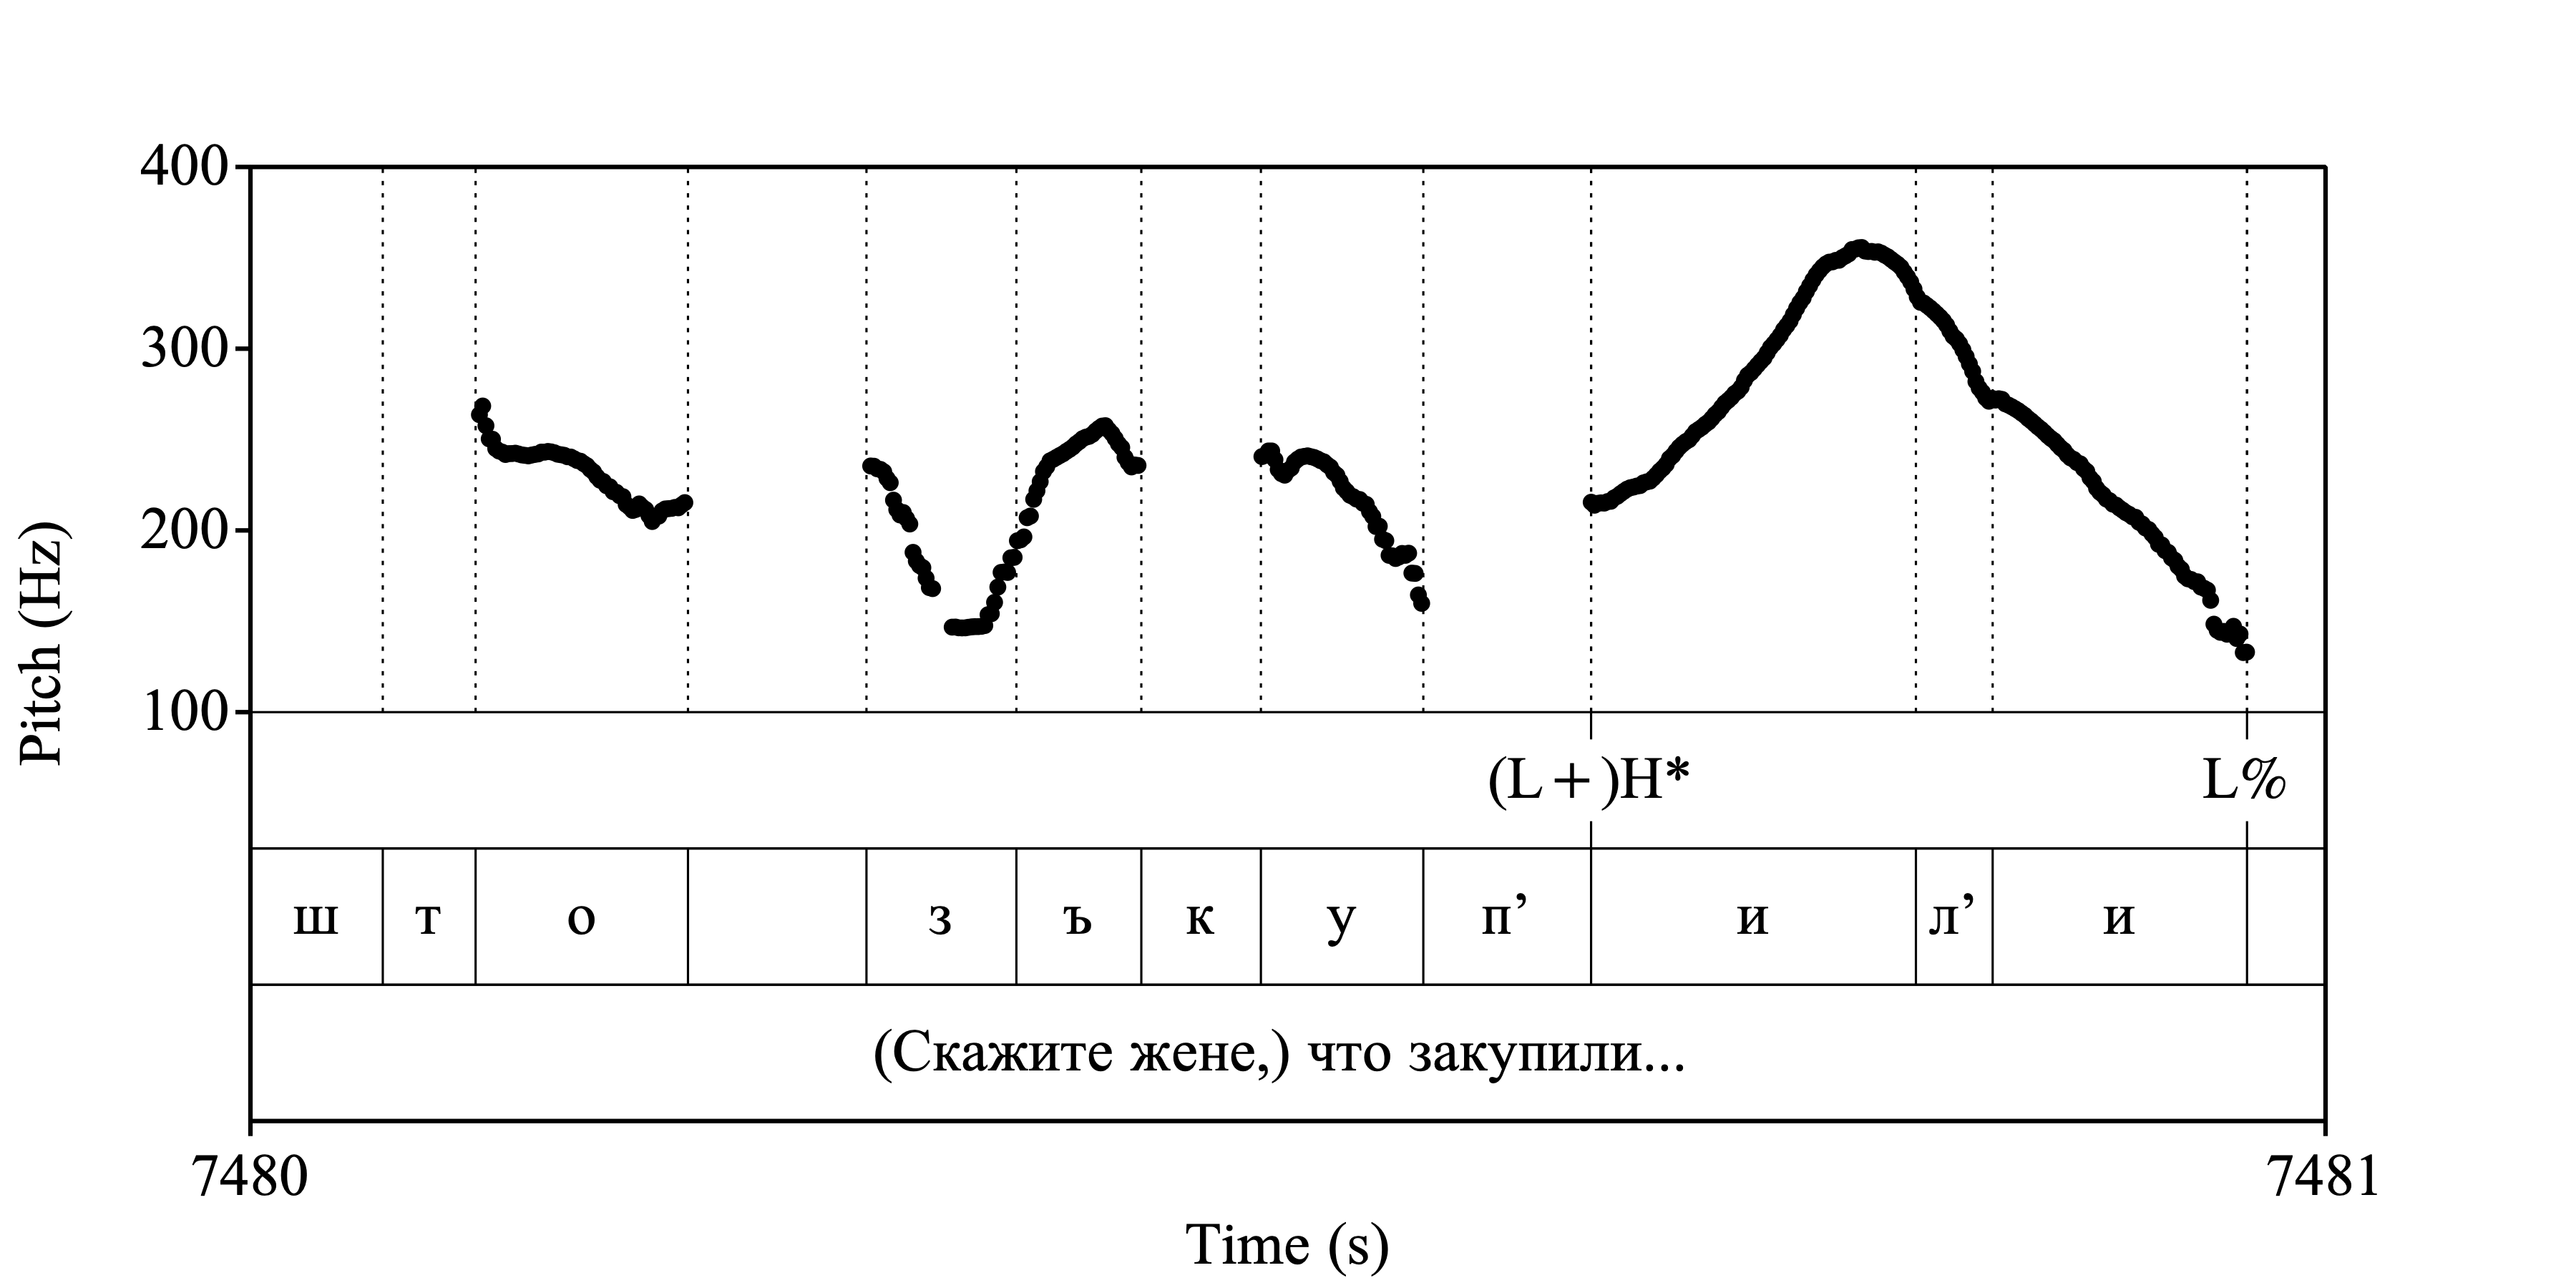 400
300
200
100
Pitch (Hz)
(L+)H* L%
ш т о з ъ к у п’ и л’ и
(Скажите жене,) что закупили...
7480 7481
Time (s)